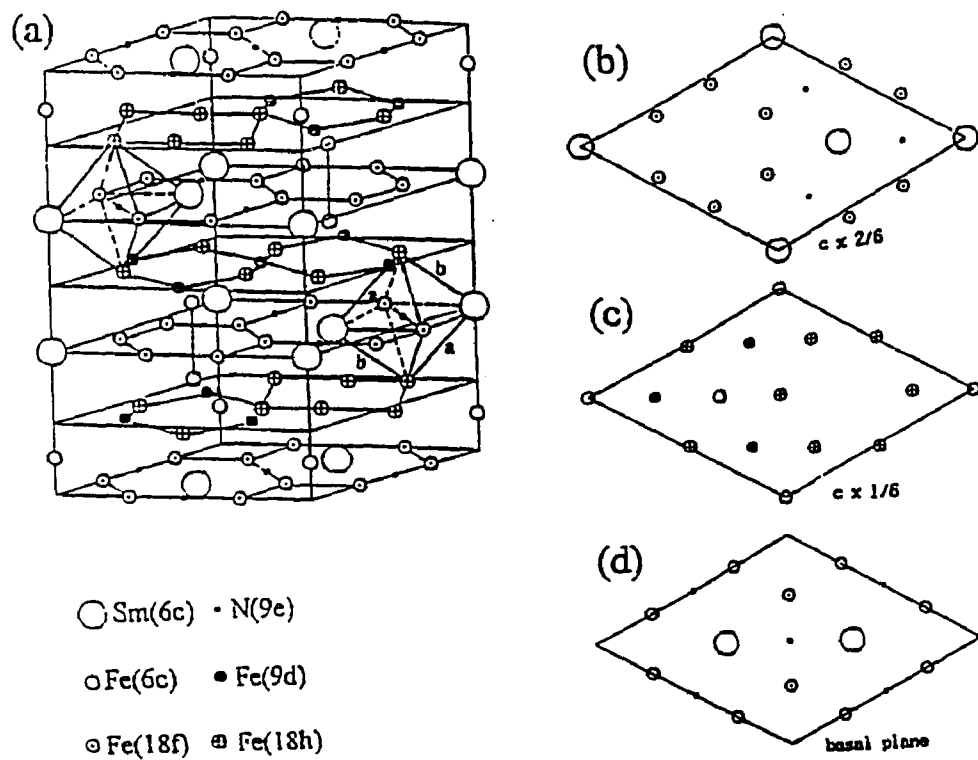 (a)
b
a
a
b
(b)
c x 2/6
(c)
c x 1/6
(d)
basal plane
Sm(6c)
N(9e)
Fe(6c)
Fe(9d)
Fe(18f)
Fe(18h)